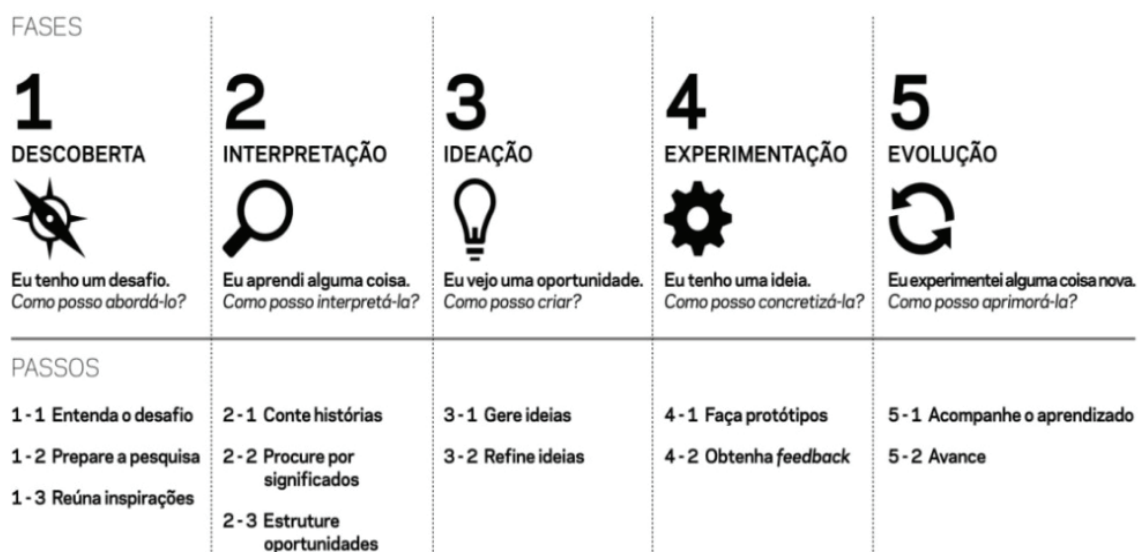 FASES
1
DESCOBERTA
Eu tenho um desafio.
Como posso abordá-lo?
2
INTERPRETAÇÃO
Eu aprendi alguma coisa.
Como posso interpretá-la?
3
IDEAÇÃO
Eu vejo uma oportunidade.
Como posso criar?
4
EXPERIMENTAÇÃO
Eu tenho uma ideia.
Como posso concretizá-la?
5
EVOLUÇÃO
Eu experimentei alguma coisa nova.
Como posso aprimorá-la?
PASSOS
1 - 1 Entenda o desafio
1 - 2 Prepare a pesquisa
1 - 3 Reúna inspirações
2 - 1 Conte histórias
2 - 2 Procure por
significados
2 - 3 Estruture
oportunidades
3 - 1 Gere ideias
3 - 2 Refine ideias
4 - 1 Faça protótipos
4 - 2 Obtenha feedback
5 - 1 Acompanhe o aprendizado
5 - 2 Avance